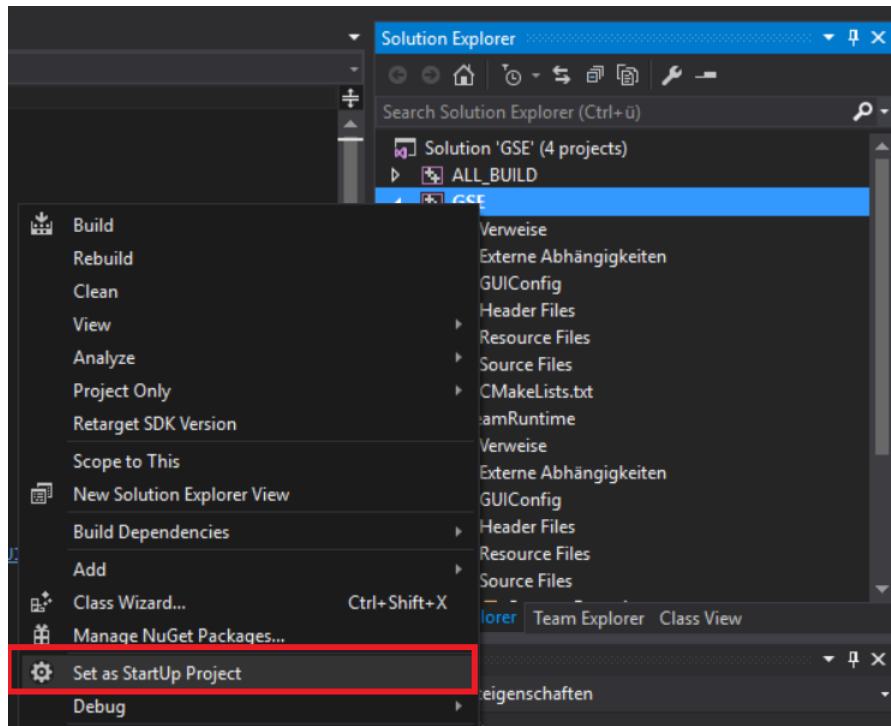 Solution Explorer
Search Solution Explorer (Ctrl+ü)
Solution 'GSE' (4 projects)
ALL_BUILD
GSE
Verweise
Externe Abhängigkeiten
GUIConfig
Header Files
Resource Files
Source Files
CMakeLists.txt
eamRuntime
Verweise
Externe Abhängigkeiten
GUIConfig
Header Files
Resource Files
Source Files
lorer Team Explorer Class View
eigenschaften
Build
Rebuild
Clean
View
Analyze
Project Only
Retarget SDK Version
Scope to This
New Solution Explorer View
Build Dependencies
Add
Class Wizard... Ctrl+Shift+X
Manage NuGet Packages...
Set as StartUp Project
Debug